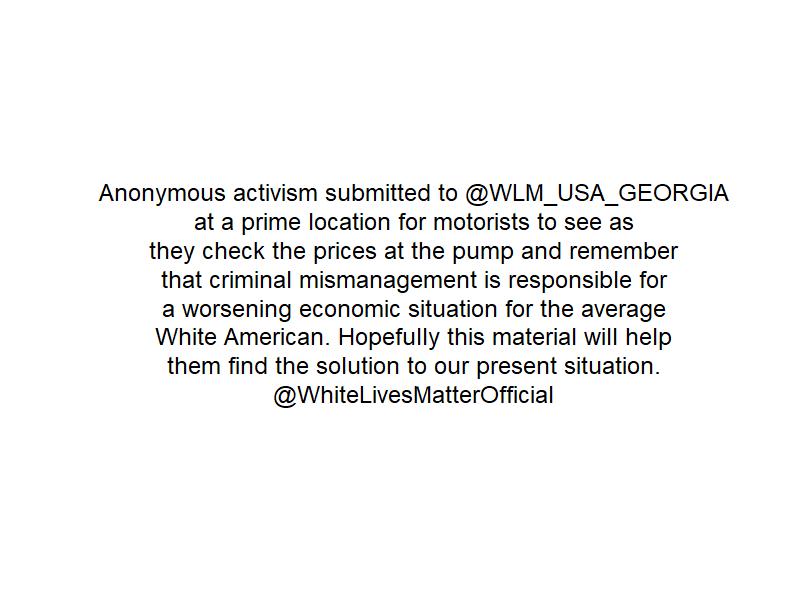 Anonymous activism submitted to @WLM_USA_GEORGIA
at a prime location for motorists to see as
they check the prices at the pump and remember
that criminal mismanagement is responsible for
a worsening economic situation for the average
White American. Hopefully this material will help
them find the solution to our present situation.
@WhiteLivesMatterOfficial